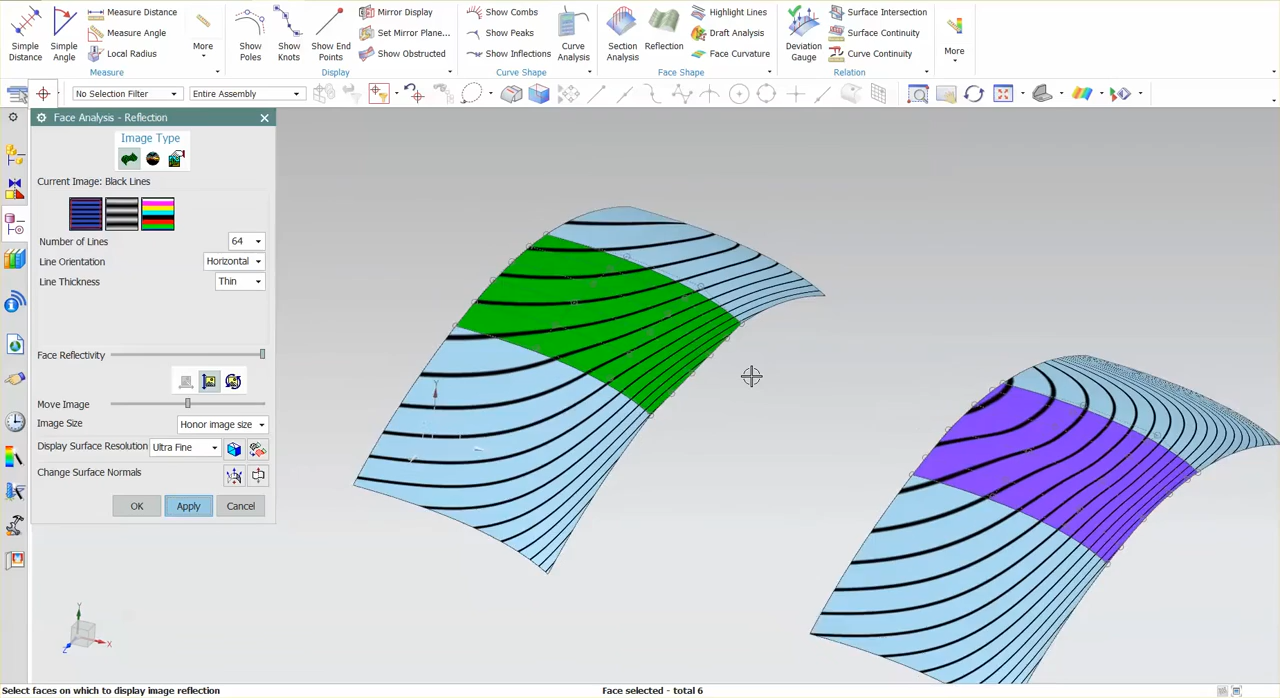 Simple Distance
Simple Angle
Measure Distance
Measure Angle
Local Radius
More
Measure
Show Poles
Show Knots
Show End Points
Mirror Display
Set Mirror Plane...
Show Obstructed
Display
Show Combs
Show Peaks
Show Inflections
Curve Analysis
Curve Shape
Section Analysis
Reflection
Highlight Lines
Draft Analysis
Face Curvature
Face Shape
Deviation Gauge
Surface Intersection
Surface Continuity
Curve Continuity
Relation
More
No Selection Filter
Entire Assembly
Face Analysis - Reflection
Image Type
Current Image: Black Lines
Number of Lines 64
Line Orientation Horizontal
Line Thickness Thin
Face Reflectivity
Move Image
Image Size Honor image size
Display Surface Resolution Ultra Fine
Change Surface Normals
OK Apply Cancel
Y
Y
X
Z
Select faces on which to display image reflection
Face selected - total 6